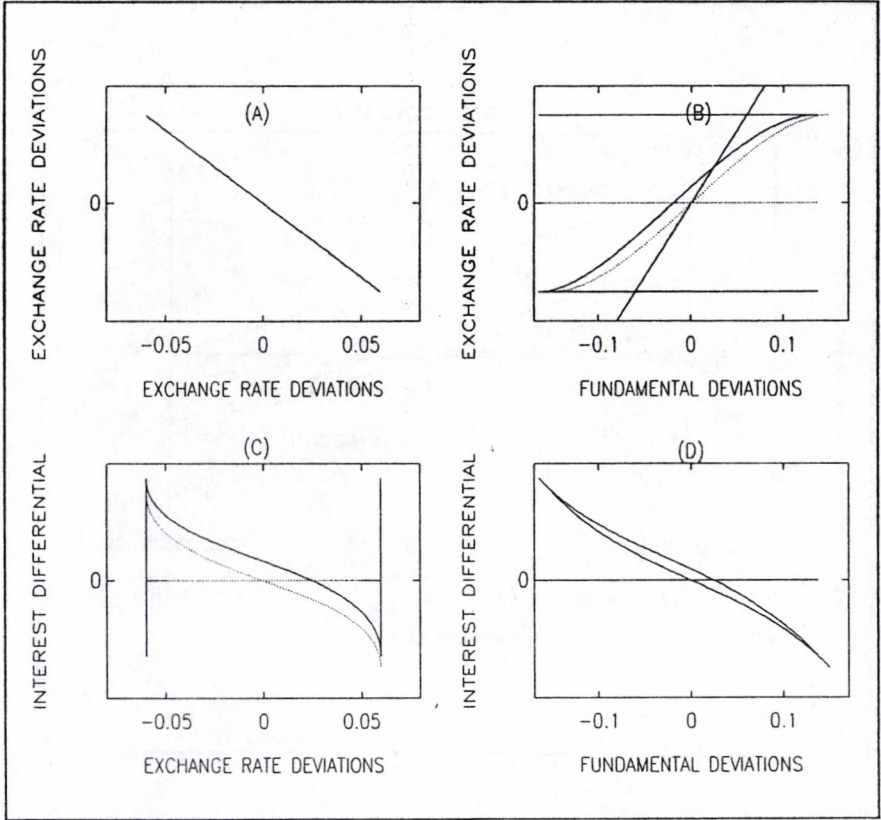 (A)
EXCHANGE RATE DEVIATIONS
0
-0.05 0 0.05
EXCHANGE RATE DEVIATIONS
(B)
EXCHANGE RATE DEVIATIONS
0
-0.1 0 0.1
FUNDAMENTAL DEVIATIONS
(C)
INTEREST DIFFERENTIAL
0
-0.05 0 0.05
EXCHANGE RATE DEVIATIONS
(D)
INTEREST DIFFERENTIAL
0
-0.1 0 0.1
FUNDAMENTAL DEVIATIONS